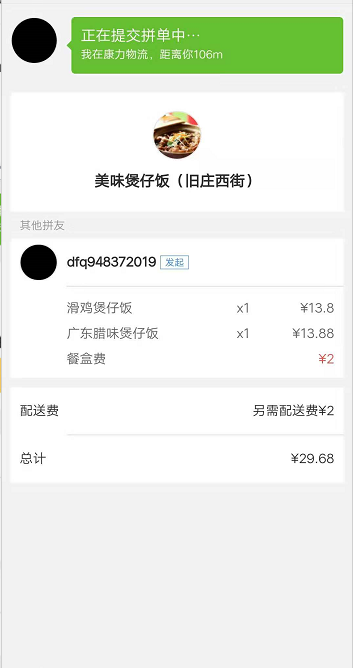 正在提交拼单中···
我在康力物流，距离你106m
美味煲仔饭（旧庄西街）
其他拼友
dfq948372019 发起
滑鸡煲仔饭 x1 ¥13.8
广东腊味煲仔饭 x1 ¥13.88
餐盒费 ¥2
配送费 另需配送费¥2
总计 ¥29.68